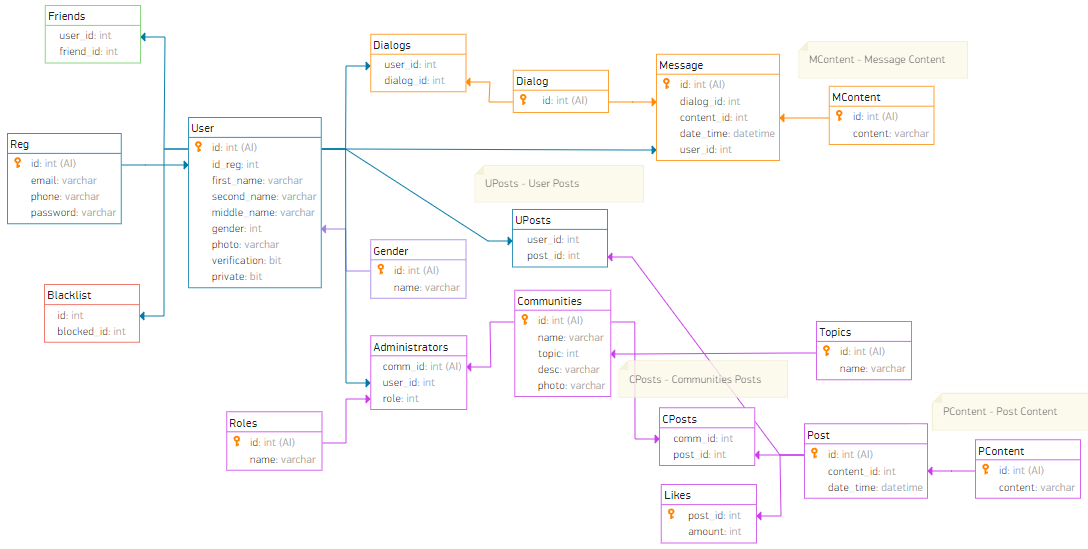 Friends
user_id: int
friend_id: int
Dialogs
user_id: int
dialog_id: int
Dialog
id: int (AI)
Message
id: int (AI)
dialog_id: int
content_id: int
date_time: datetime
user_id: int
MContent - Message Content
MContent
id: int (AI)
content: varchar
Reg
id: int (AI)
email: varchar
phone: varchar
password: varchar
User
id: int (AI)
id_reg: int
first_name: varchar
second_name: varchar
middle_name: varchar
gender: int
photo: varchar
verification: bit
private: bit
UPosts - User Posts
UPosts
user_id: int
post_id: int
Gender
id: int (AI)
name: varchar
Blacklist
id: int
blocked_id: int
Communities
id: int (AI)
name: varchar
topic: int
desc: varchar
photo: varchar
Administrators
comm_id: int (AI)
user_id: int
role: int
Topics
id: int (AI)
name: varchar
CPosts - Communities Posts
Roles
id: int (AI)
name: varchar
CPosts
comm_id: int
post_id: int
PContent - Post Content
Post
id: int (AI)
content_id: int
date_time: datetime
PContent
id: int (AI)
content: varchar
Likes
post_id: int
amount: int